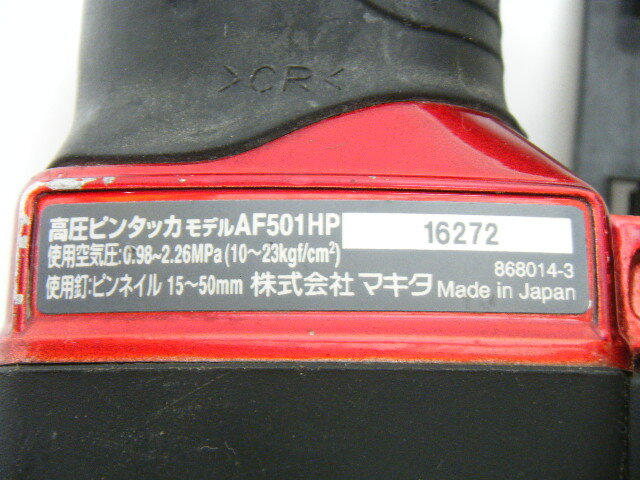 >CR<
高圧ピンタッカ モデルAF501HP 16272
使用空気圧:0.98~2.26MPa (10~23kgf/cm²)
868014-3
使用釘:ピンネイル 15~50mm 株式会社 マキタ Made in Japan